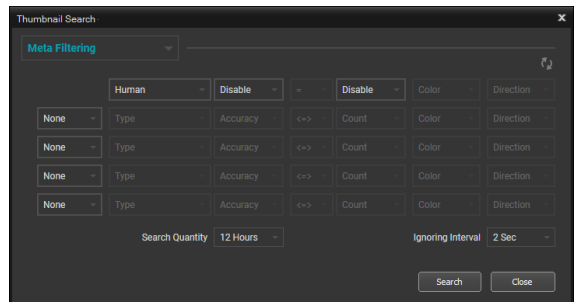 Thumbnail Search
x
Meta Filtering
Human Disable = Disable Color Direction
None Type Accuracy <=> Count Color Direction
None Type Accuracy <=> Count Color Direction
None Type Accuracy <=> Count Color Direction
None Type Accuracy <=> Count Color Direction
Search Quantity 12 Hours Ignoring Interval 2 Sec
Search Close